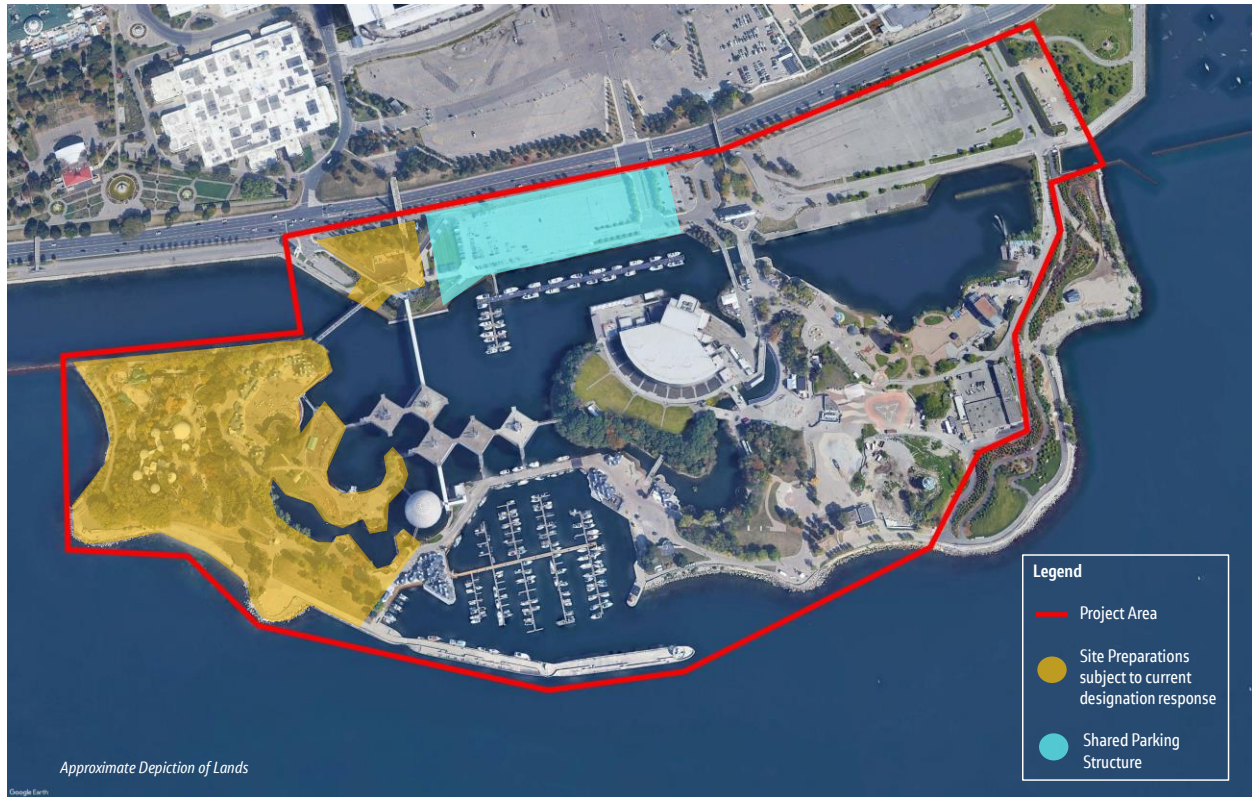 Legend
Project Area
Site Preparations
subject to current
designation response
Shared Parking
Structure
Approximate Depiction of Lands
Google Earth